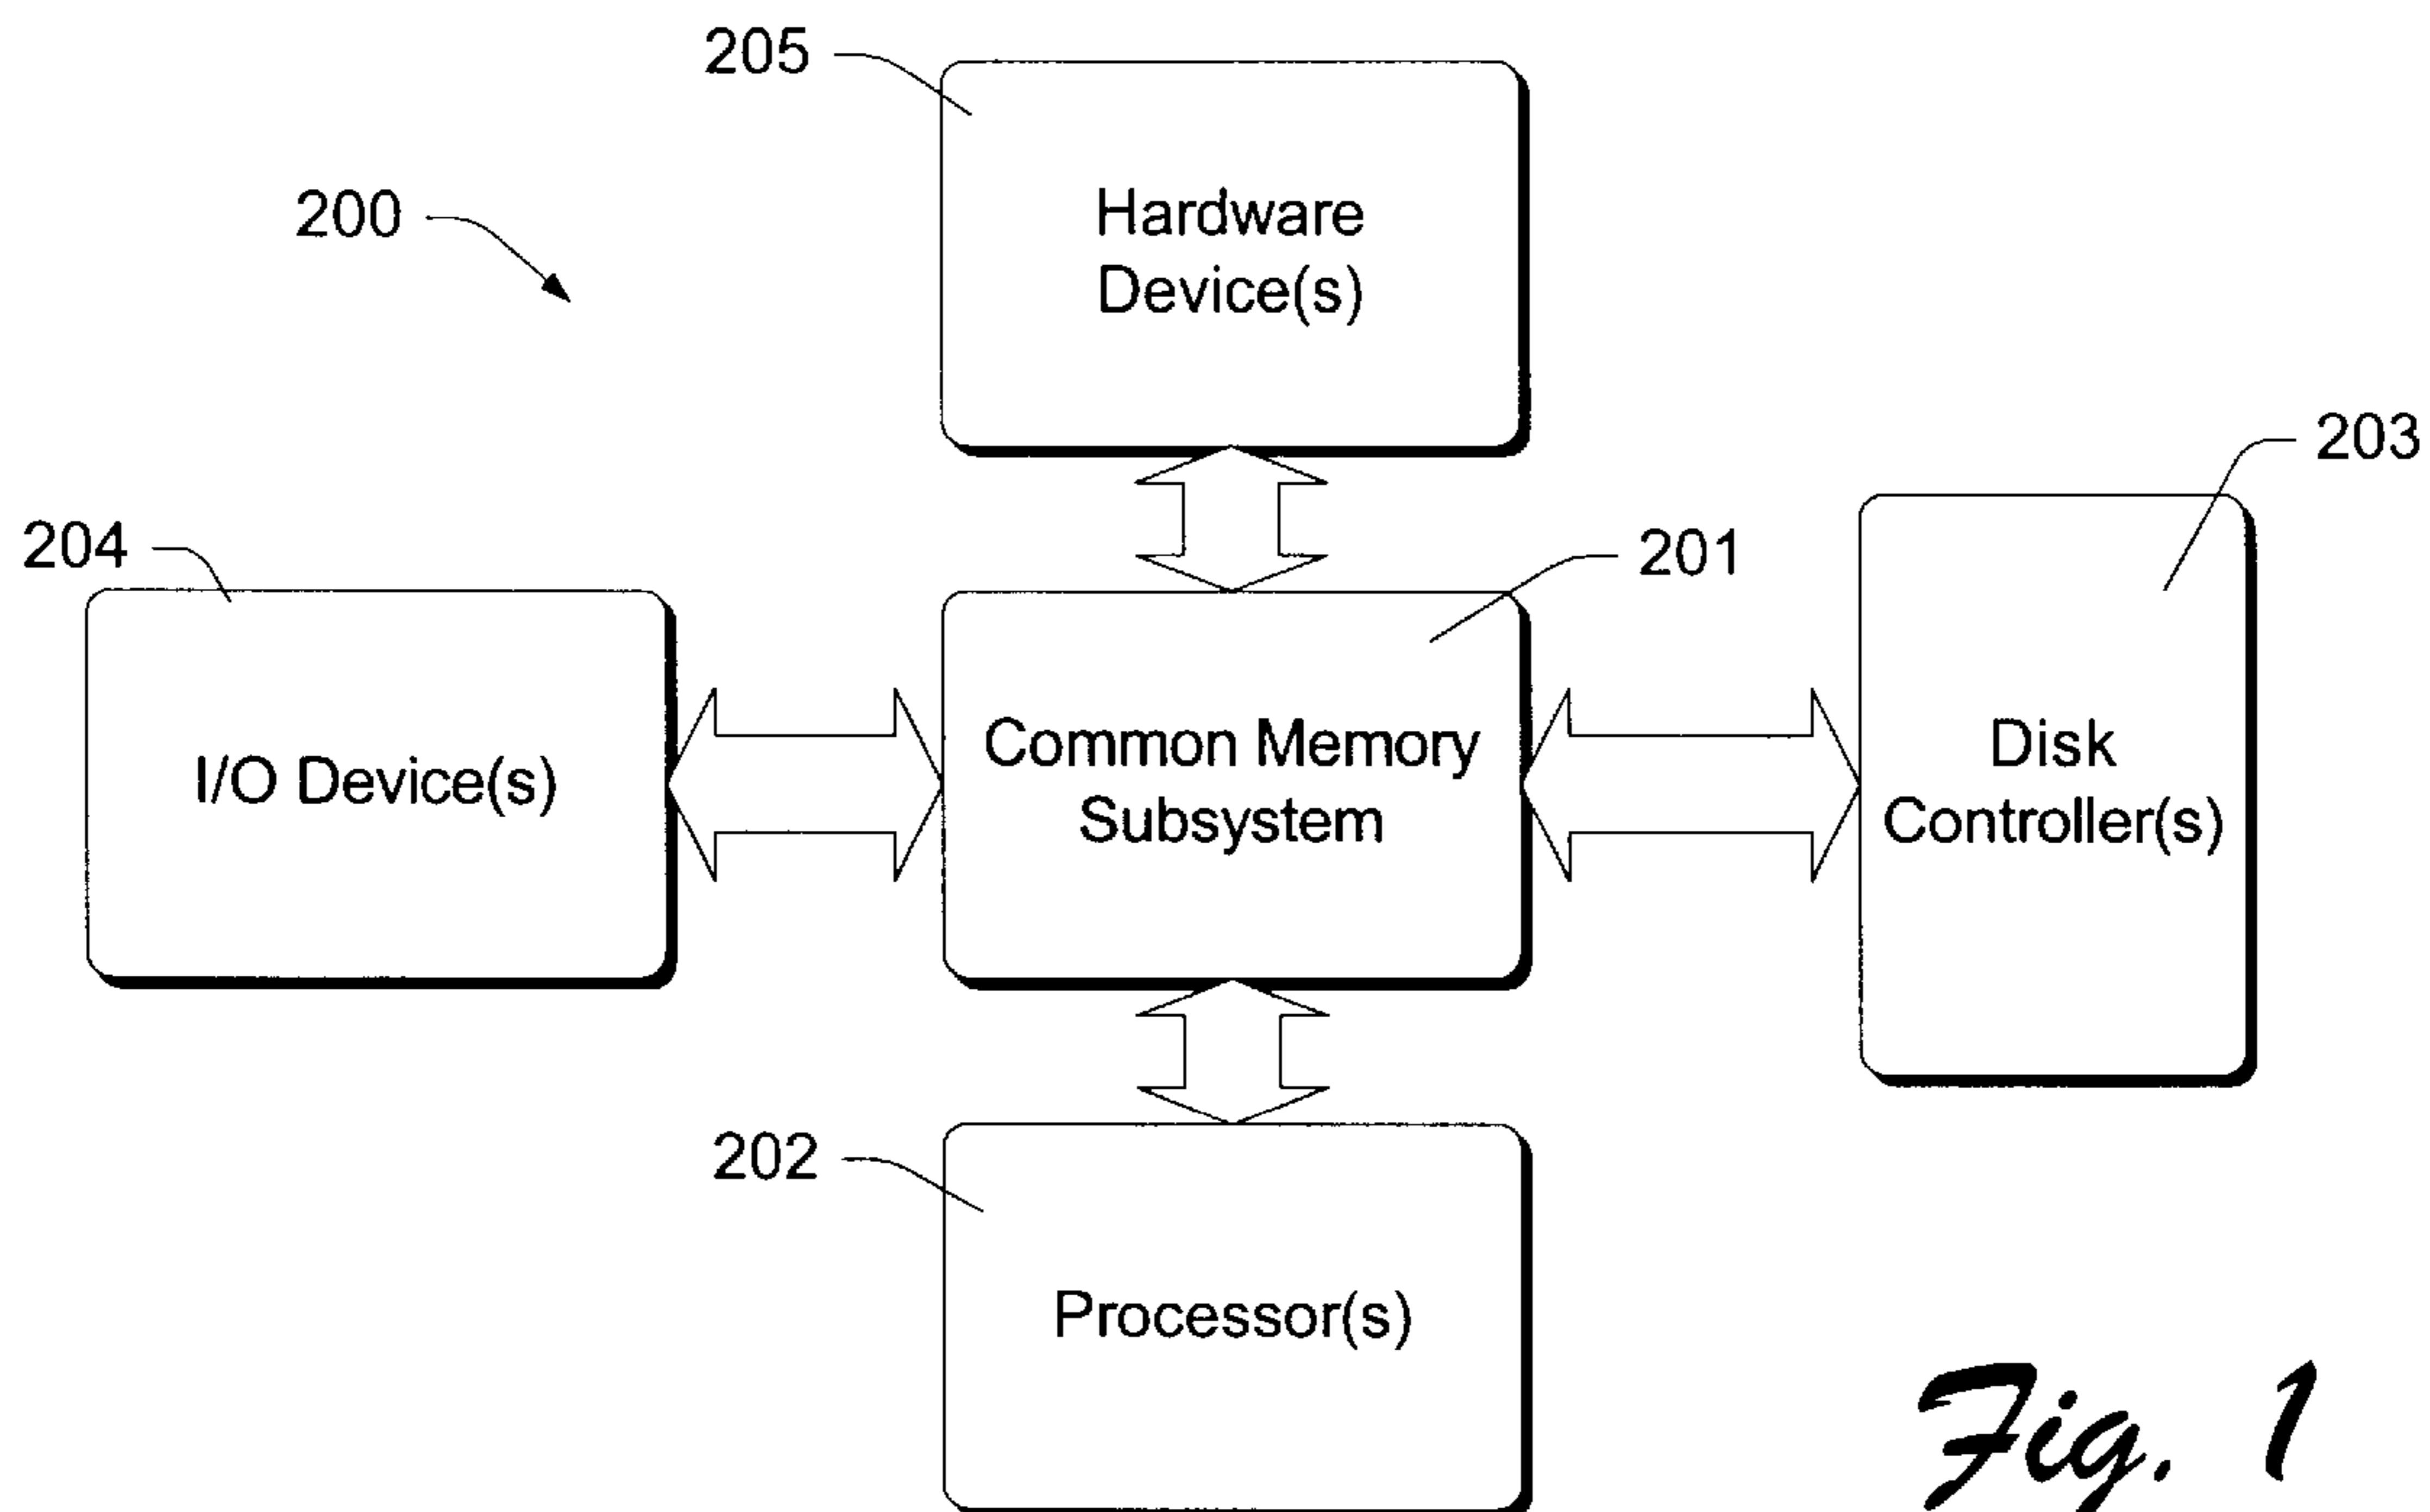 205
Hardware
Device(s)
200
203
204
201
I/O Device(s)
Common Memory
Subsystem
Disk
Controller(s)
202
Processor(s)
Fig. 1